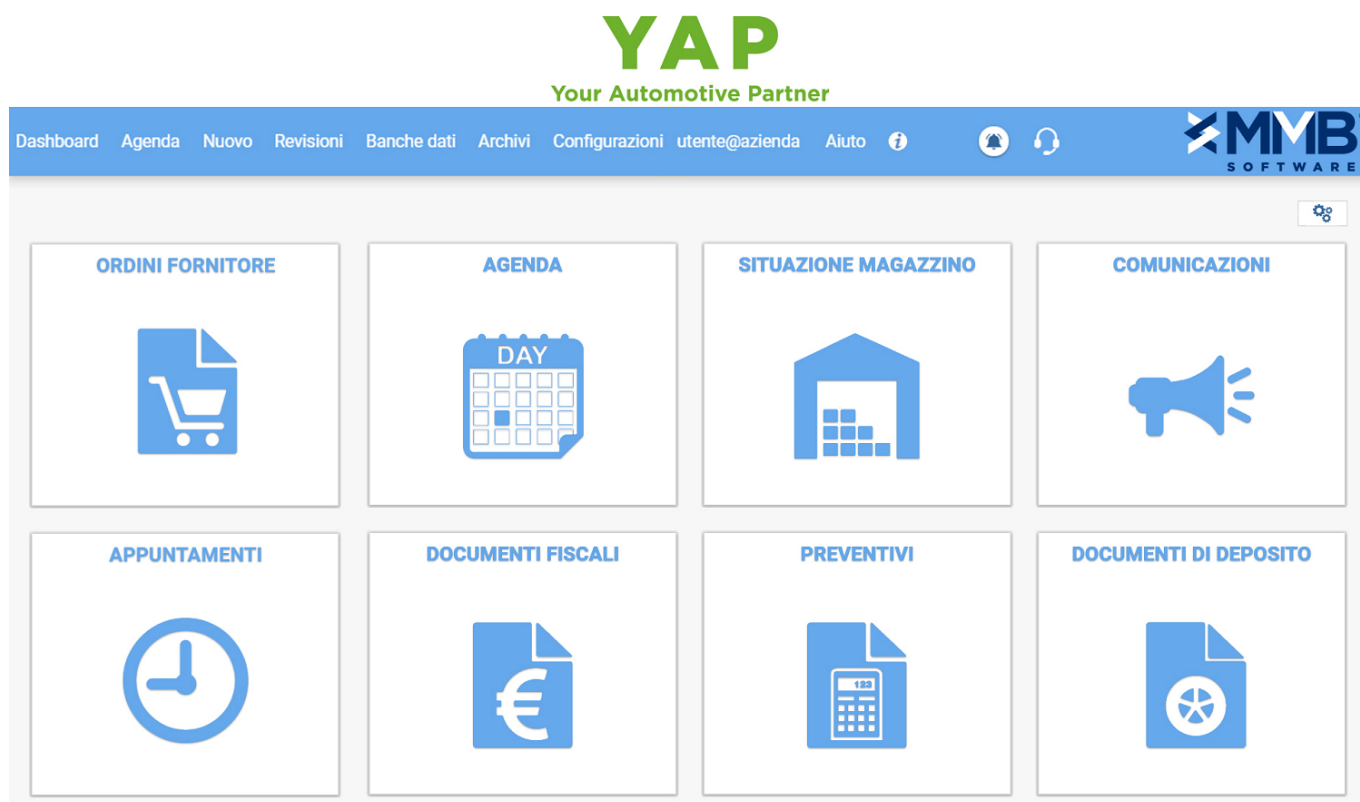 YAP
Your Automotive Partner
Dashboard Agenda Nuovo Revisioni Banche dati Archivi Configurazioni utente@azienda Aiuto i
MMB
SOFTWARE
ORDINI FORNITORE AGENDA SITUAZIONE MAGAZZINO COMUNICAZIONI
DAY
APPUNTAMENTI DOCUMENTI FISCALI PREVENTIVI DOCUMENTI DI DEPOSITO
€
123